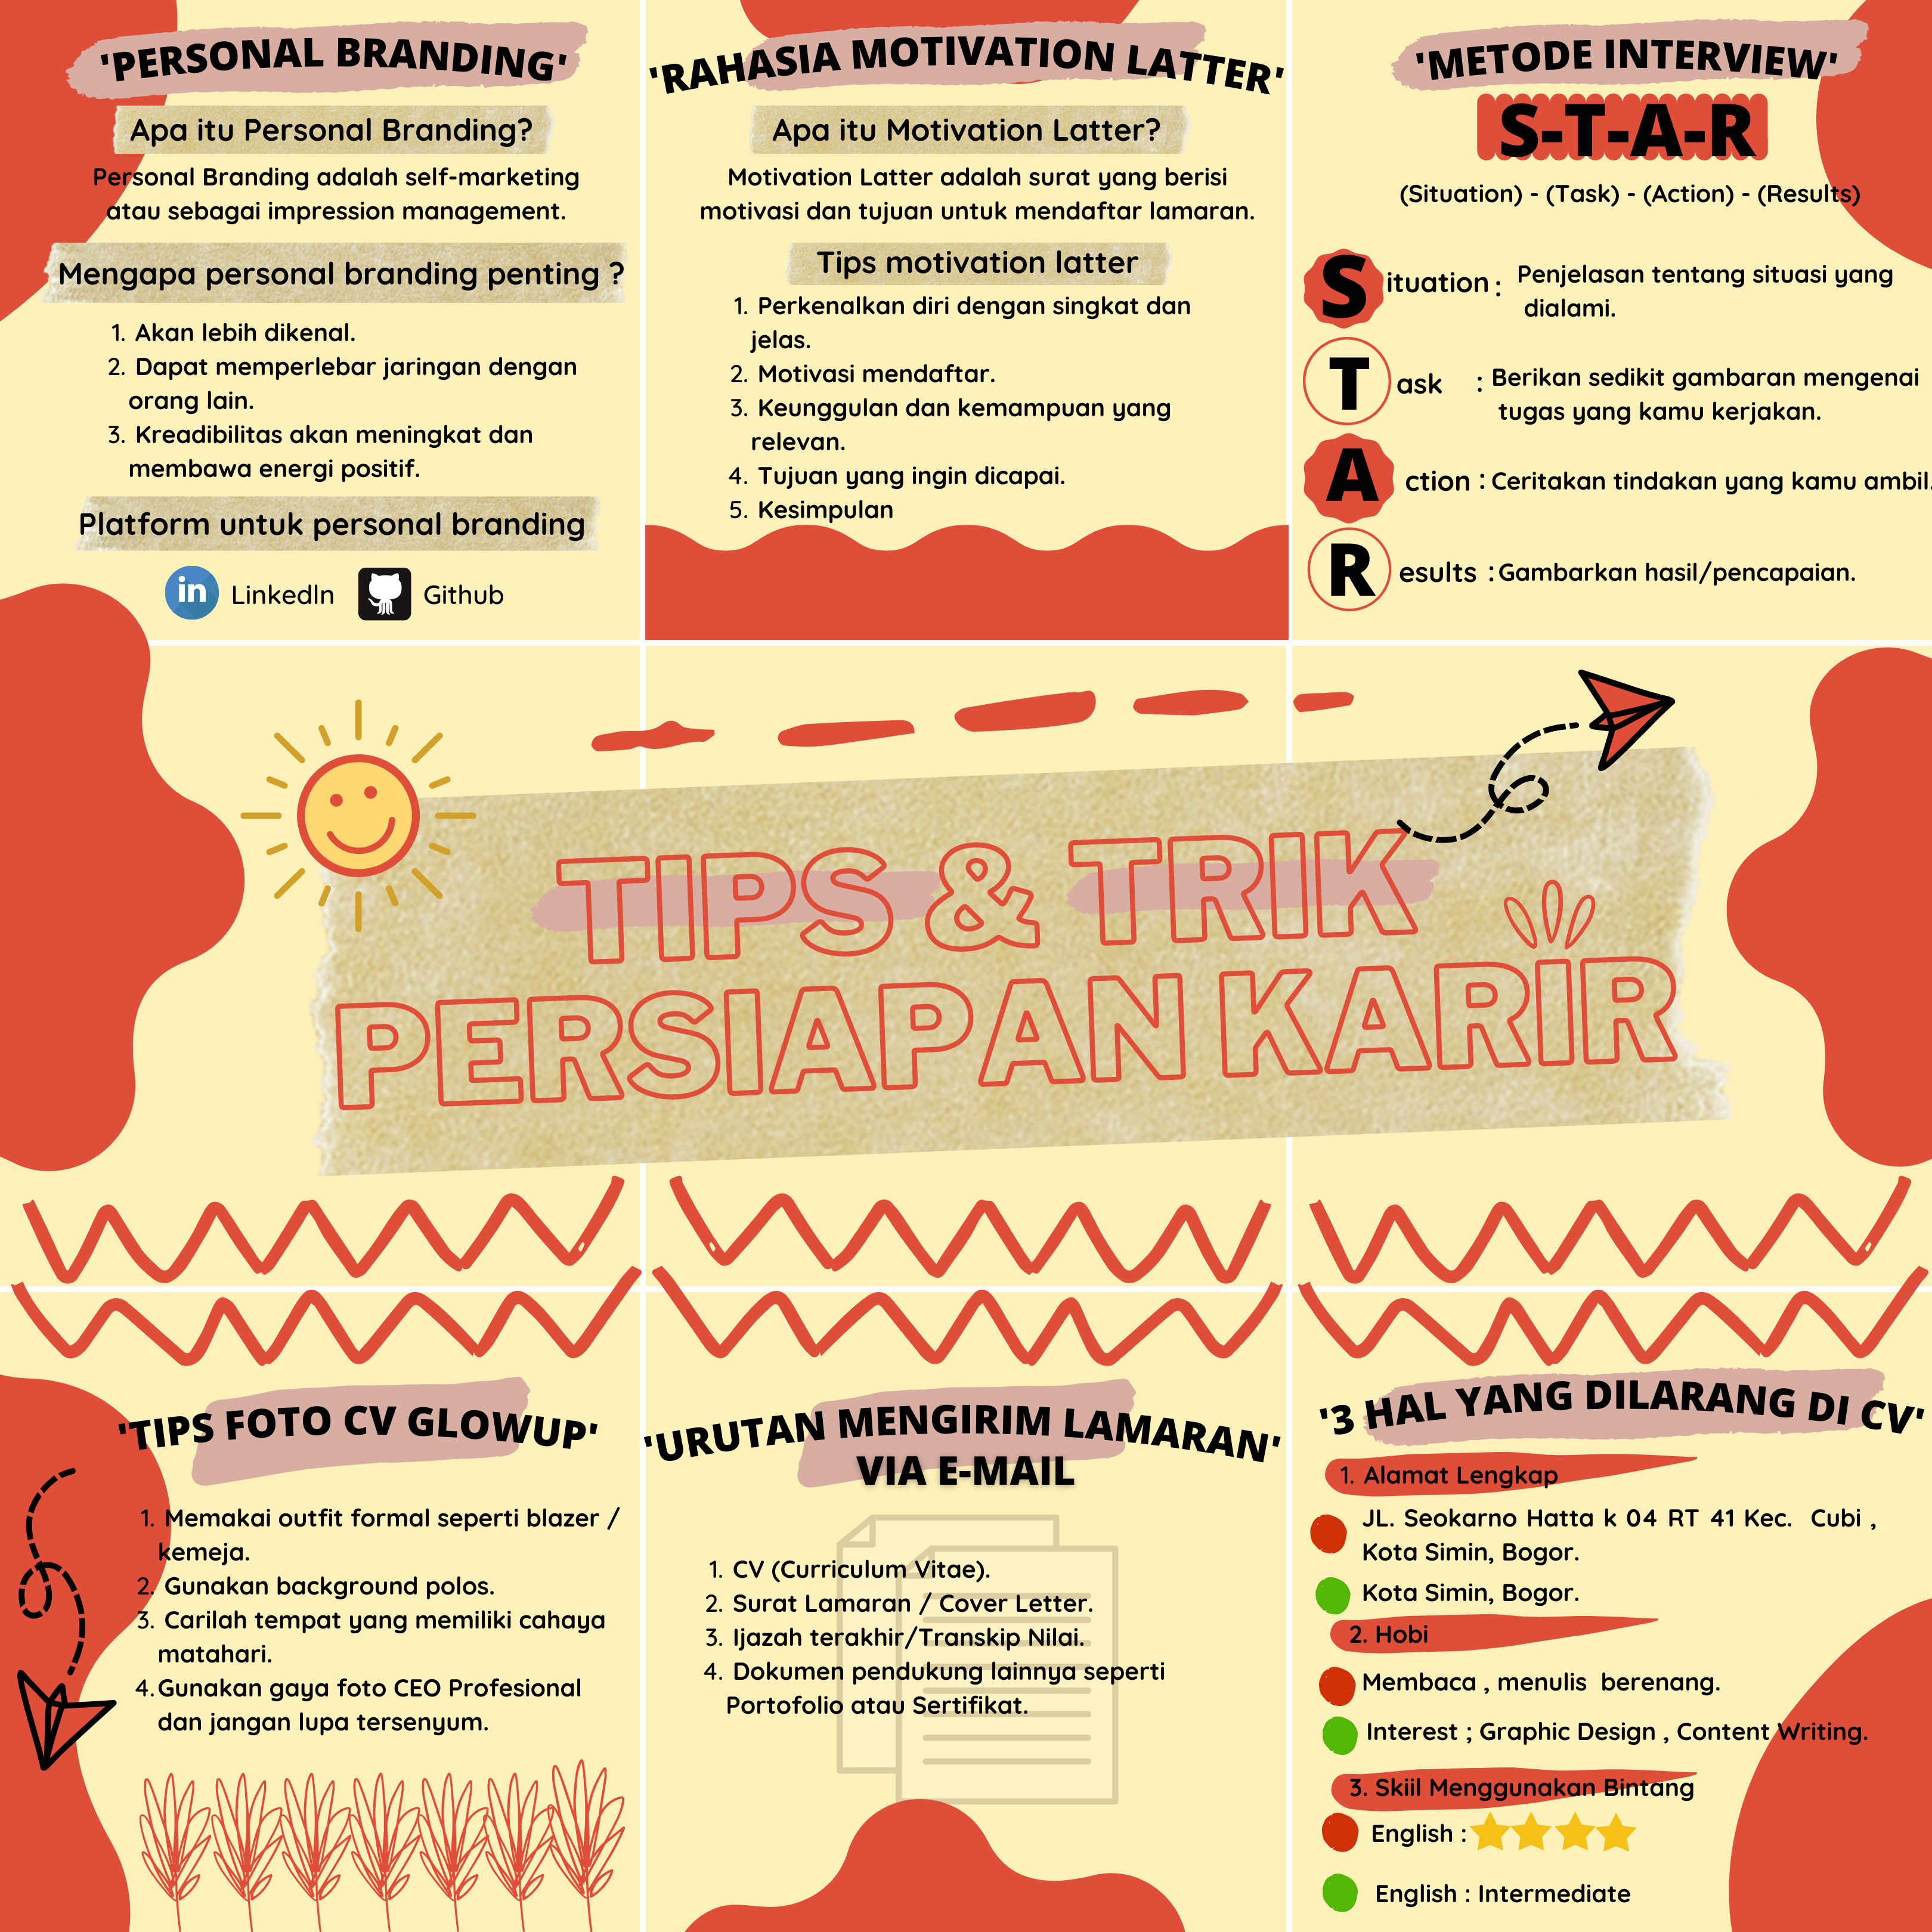 'PERSONAL BRANDING'
Apa itu Personal Branding?
Personal Branding adalah self-marketing
atau sebagai impression management.
Mengapa personal branding penting ?
1. Akan lebih dikenal.
2. Dapat memperlebar jaringan dengan
orang lain.
3. Kreadibilitas akan meningkat dan
membawa energi positif.
Platform untuk personal branding
in LinkedIn Github
'RAHASIA MOTIVATION LATTER'
Apa itu Motivation Latter?
Motivation Latter adalah surat yang berisi
motivasi dan tujuan untuk mendaftar lamaran.
Tips motivation latter
1. Perkenalkan diri dengan singkat dan
jelas.
2. Motivasi mendaftar.
3. Keunggulan dan kemampuan yang
relevan.
4. Tujuan yang ingin dicapai.
5. Kesimpulan
'METODE INTERVIEW'
S-T-A-R
(Situation) - (Task) - (Action) - (Results)
Situation : Penjelasan tentang situasi yang
dialami.
Task : Berikan sedikit gambaran mengenai
tugas yang kamu kerjakan.
Action : Ceritakan tindakan yang kamu ambil.
Results : Gambarkan hasil/pencapaian.
TIPS & TRIK
PERSIAPAN KARIR
'TIPS FOTO CV GLOWUP'
1. Memakai outfit formal seperti blazer /
kemeja.
2. Gunakan background polos.
3. Carilah tempat yang memiliki cahaya
matahari.
4. Gunakan gaya foto CEO Profesional
dan jangan lupa tersenyum.
'URUTAN MENGIRIM LAMARAN'
VIA E-MAIL
1. CV (Curriculum Vitae).
2. Surat Lamaran / Cover Letter.
3. Ijazah terakhir/Transkip Nilai.
4. Dokumen pendukung lainnya seperti
Portofolio atau Sertifikat.
'3 HAL YANG DILARANG DI CV'
1. Alamat Lengkap
JL. Seokarno Hatta k 04 RT 41 Kec. Cubi ,
Kota Simin, Bogor.
Kota Simin, Bogor.
2. Hobi
Membaca , menulis berenang.
Interest ; Graphic Design , Content Writing.
3. Skiil Menggunakan Bintang
English :
English : Intermediate